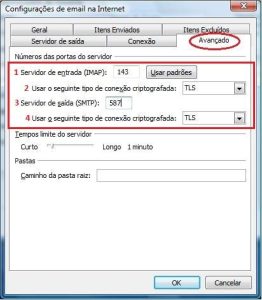 Configurações de email na Internet
Geral Itens Enviados Itens Excluídos
Servidor de saída Conexão Avançado
Números das portas do servidor
1 Servidor de entrada (IMAP): 143 Usar padrões
2 Usar o seguinte tipo de conexão criptografada: TLS
3 Servidor de saída (SMTP): 587
4 Usar o seguinte tipo de conexão criptografada: TLS
Tempos limite do servidor
Curto Longo 1 minuto
Pastas
Caminho da pasta raiz:
OK Cancelar